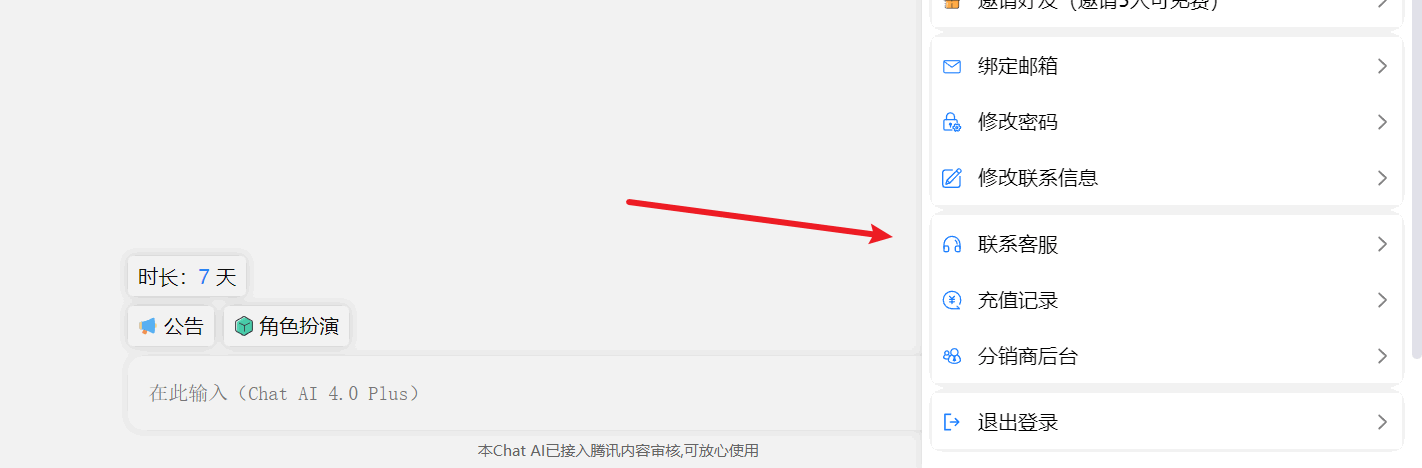 时长：7 天
公告
角色扮演
在此输入（Chat AI 4.0 Plus）
本Chat AI已接入腾讯内容审核,可放心使用
邀请好友（邀请5人可免费）
绑定邮箱
修改密码
修改联系信息
联系客服
充值记录
分销商后台
退出登录